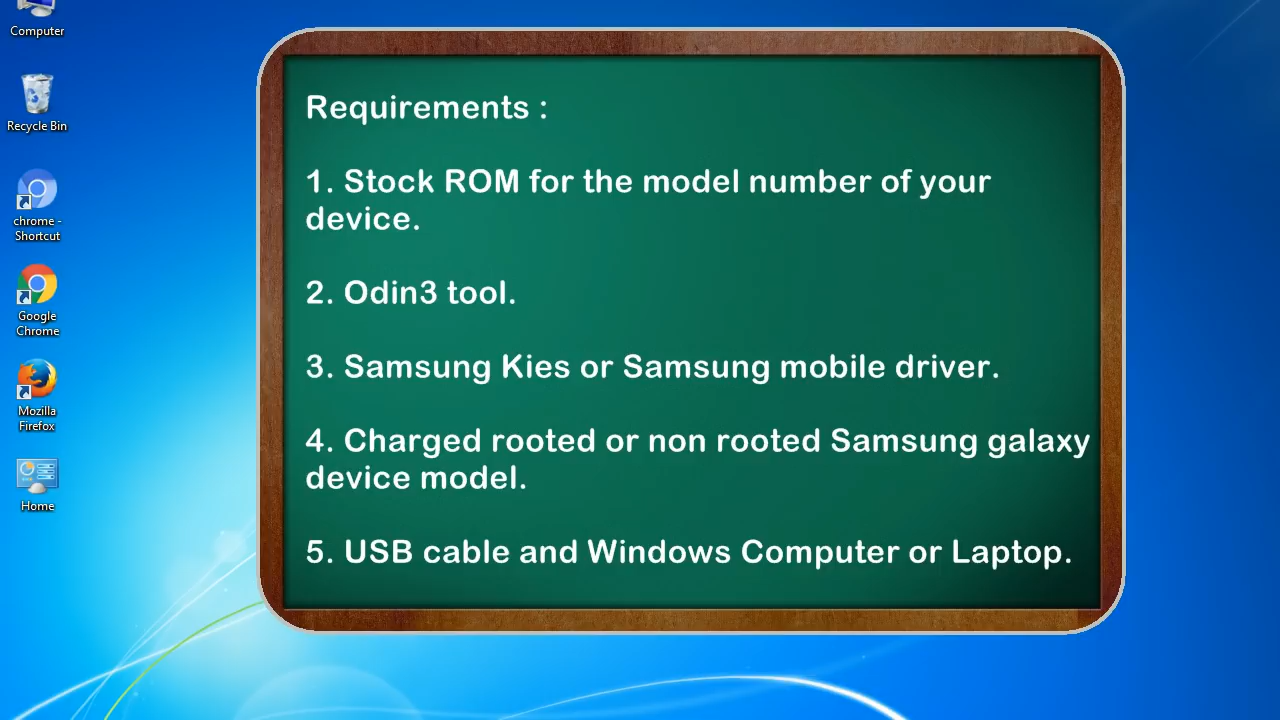 Computer
Recycle Bin
chrome -
Shortcut
Google
Chrome
Mozilla
Firefox
Home
Requirements :
1. Stock ROM for the model number of your
device.
2. Odin3 tool.
3. Samsung Kies or Samsung mobile driver.
4. Charged rooted or non rooted Samsung galaxy
device model.
5. USB cable and Windows Computer or Laptop.